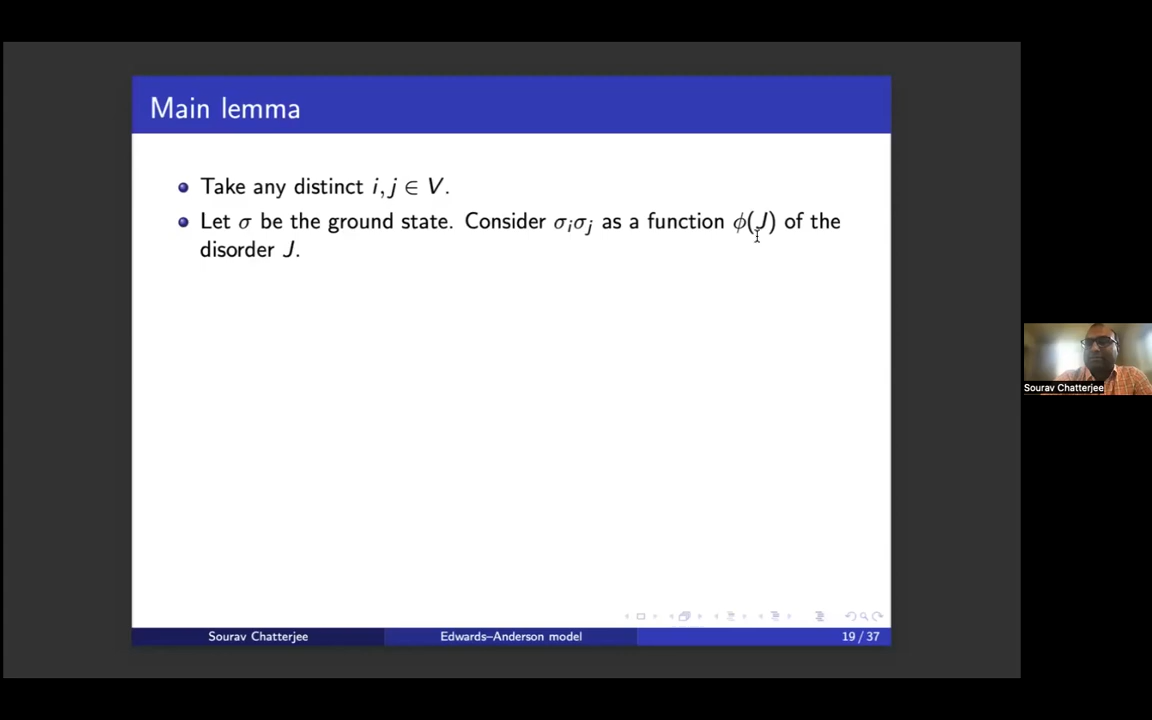 Main lemma
Take any distinct i, j ∈ V.
Let σ be the ground state. Consider σᵢσⱼ as a function ϕ(J) of the
disorder J.
Sourav Chatterjee
Sourav Chatterjee Edwards–Anderson model 19 / 37